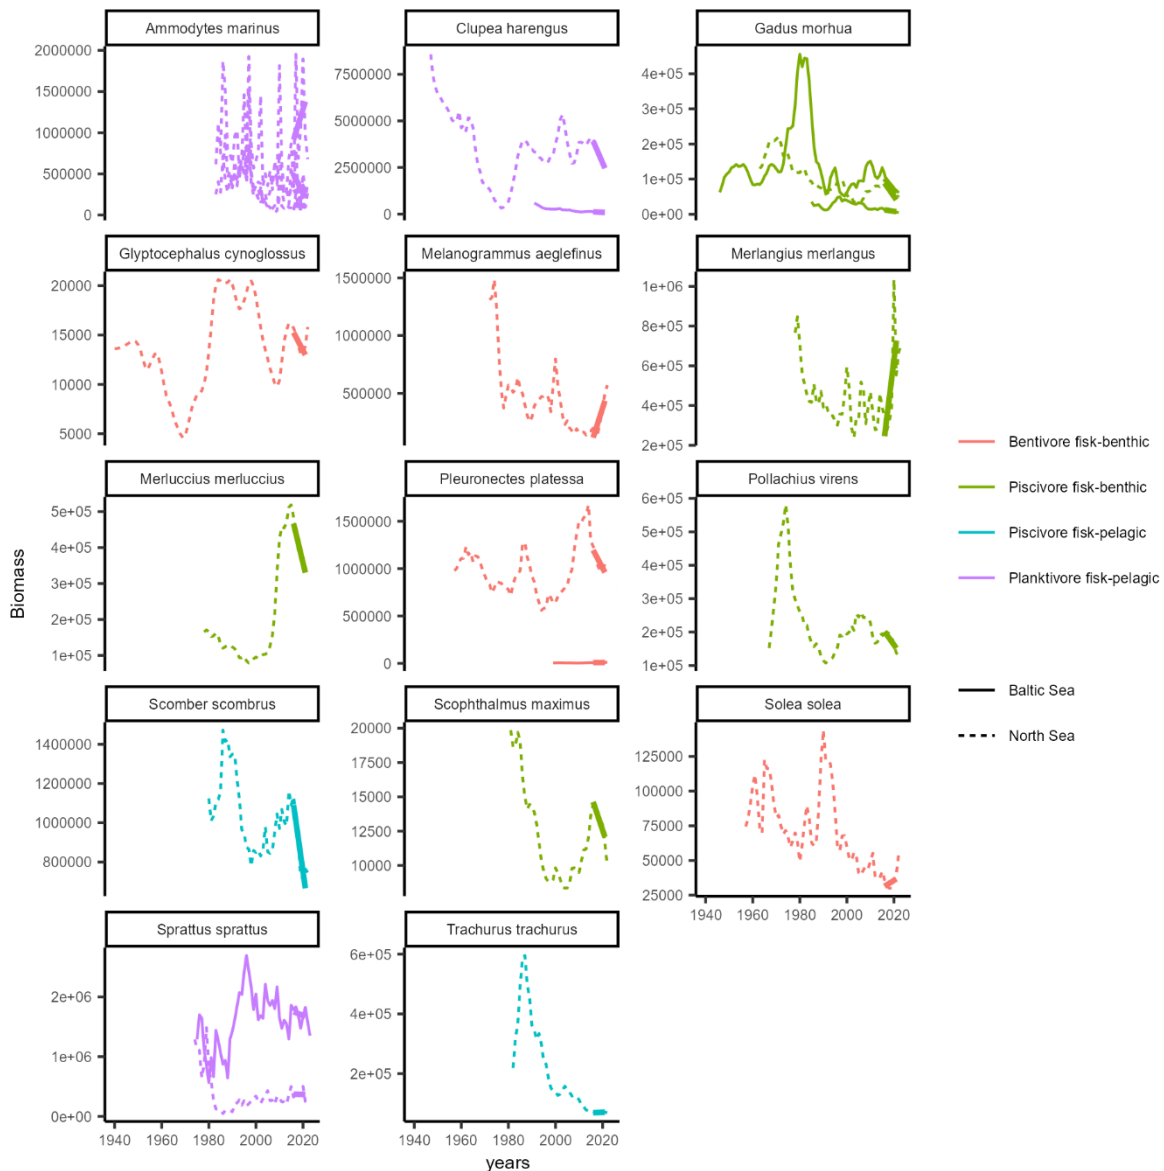 Ammodytes marinus
Clupea harengus
Gadus morhua
2000000
1500000
1000000
500000
0
7500000
5000000
2500000
0
4e+05
3e+05
2e+05
1e+05
0e+00
Glyptocephalus cynoglossus
Melanogrammus aeglefinus
Merlangius merlangus
20000
15000
10000
5000
1500000
1000000
500000
1e+06
8e+05
6e+05
4e+05
2e+05
Merluccius merluccius
Pleuronectes platessa
Pollachius virens
5e+05
4e+05
3e+05
2e+05
1e+05
1500000
1000000
500000
0
6e+05
5e+05
4e+05
3e+05
2e+05
1e+05
Scomber scombrus
Scophthalmus maximus
Solea solea
1400000
1200000
1000000
800000
20000
17500
15000
12500
10000
125000
100000
75000
50000
25000
1940 1960 1980 2000 2020
Sprattus sprattus
Trachurus trachurus
2e+06
1e+06
0e+00
6e+05
4e+05
2e+05
1940 1960 1980 2000 2020
1940 1960 1980 2000 2020
Biomass
years
Bentivore fisk-benthic
Piscivore fisk-benthic
Piscivore fisk-pelagic
Planktivore fisk-pelagic
Baltic Sea
North Sea